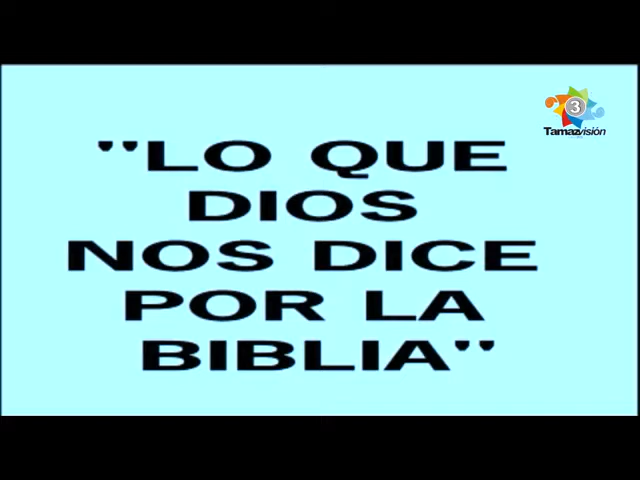 3
Tamazvisión
"LO QUE
DIOS
NOS DICE
POR LA
BIBLIA"